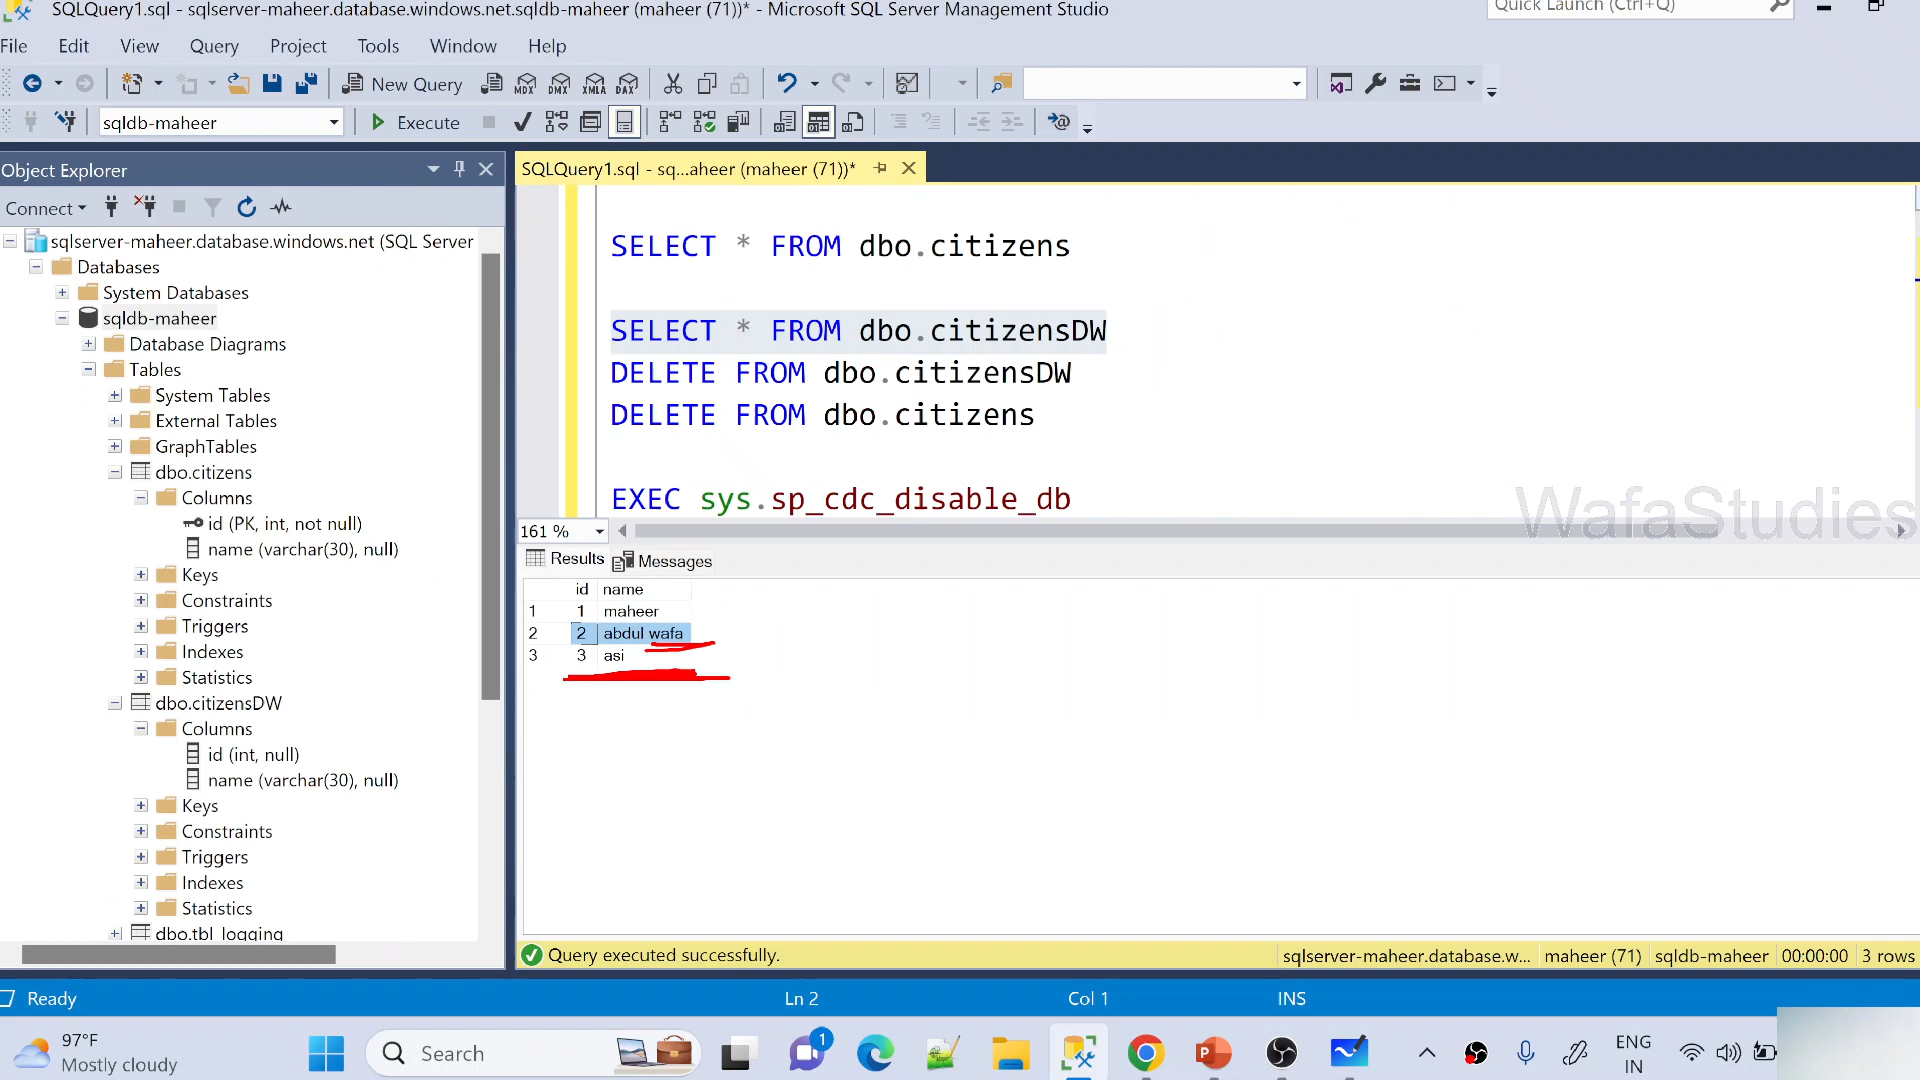 SQLQuery1.sql - sqlserver-maheer.database.windows.net.sqldb-maheer (maheer (71))* - Microsoft SQL Server Management Studio
Quick Launch (Ctrl+Q)
File Edit View Query Project Tools Window Help
New Query MDX DMX XMLA DAX
sqldb-maheer Execute
Object Explorer
Connect
sqlserver-maheer.database.windows.net (SQL Server
Databases
System Databases
sqldb-maheer
Database Diagrams
Tables
System Tables
External Tables
GraphTables
dbo.citizens
Columns
id (PK, int, not null)
name (varchar(30), null)
Keys
Constraints
Triggers
Indexes
Statistics
dbo.citizensDW
Columns
id (int, null)
name (varchar(30), null)
Keys
Constraints
Triggers
Indexes
Statistics
dbo.tbl_logging
SQLQuery1.sql - sq...aheer (maheer (71))*
SELECT * FROM dbo.citizens
SELECT * FROM dbo.citizensDW
DELETE FROM dbo.citizensDW
DELETE FROM dbo.citizens
EXEC sys.sp_cdc_disable_db
WafaStudies
161 %
Results Messages
id name
1 1 maheer
2 2 abdul wafa
3 3 asi
Query executed successfully. sqlserver-maheer.database.w... maheer (71) sqldb-maheer 00:00:00 3 rows
Ready Ln 2 Col 1 INS
97°F
Mostly cloudy
Search
1
ENG
IN